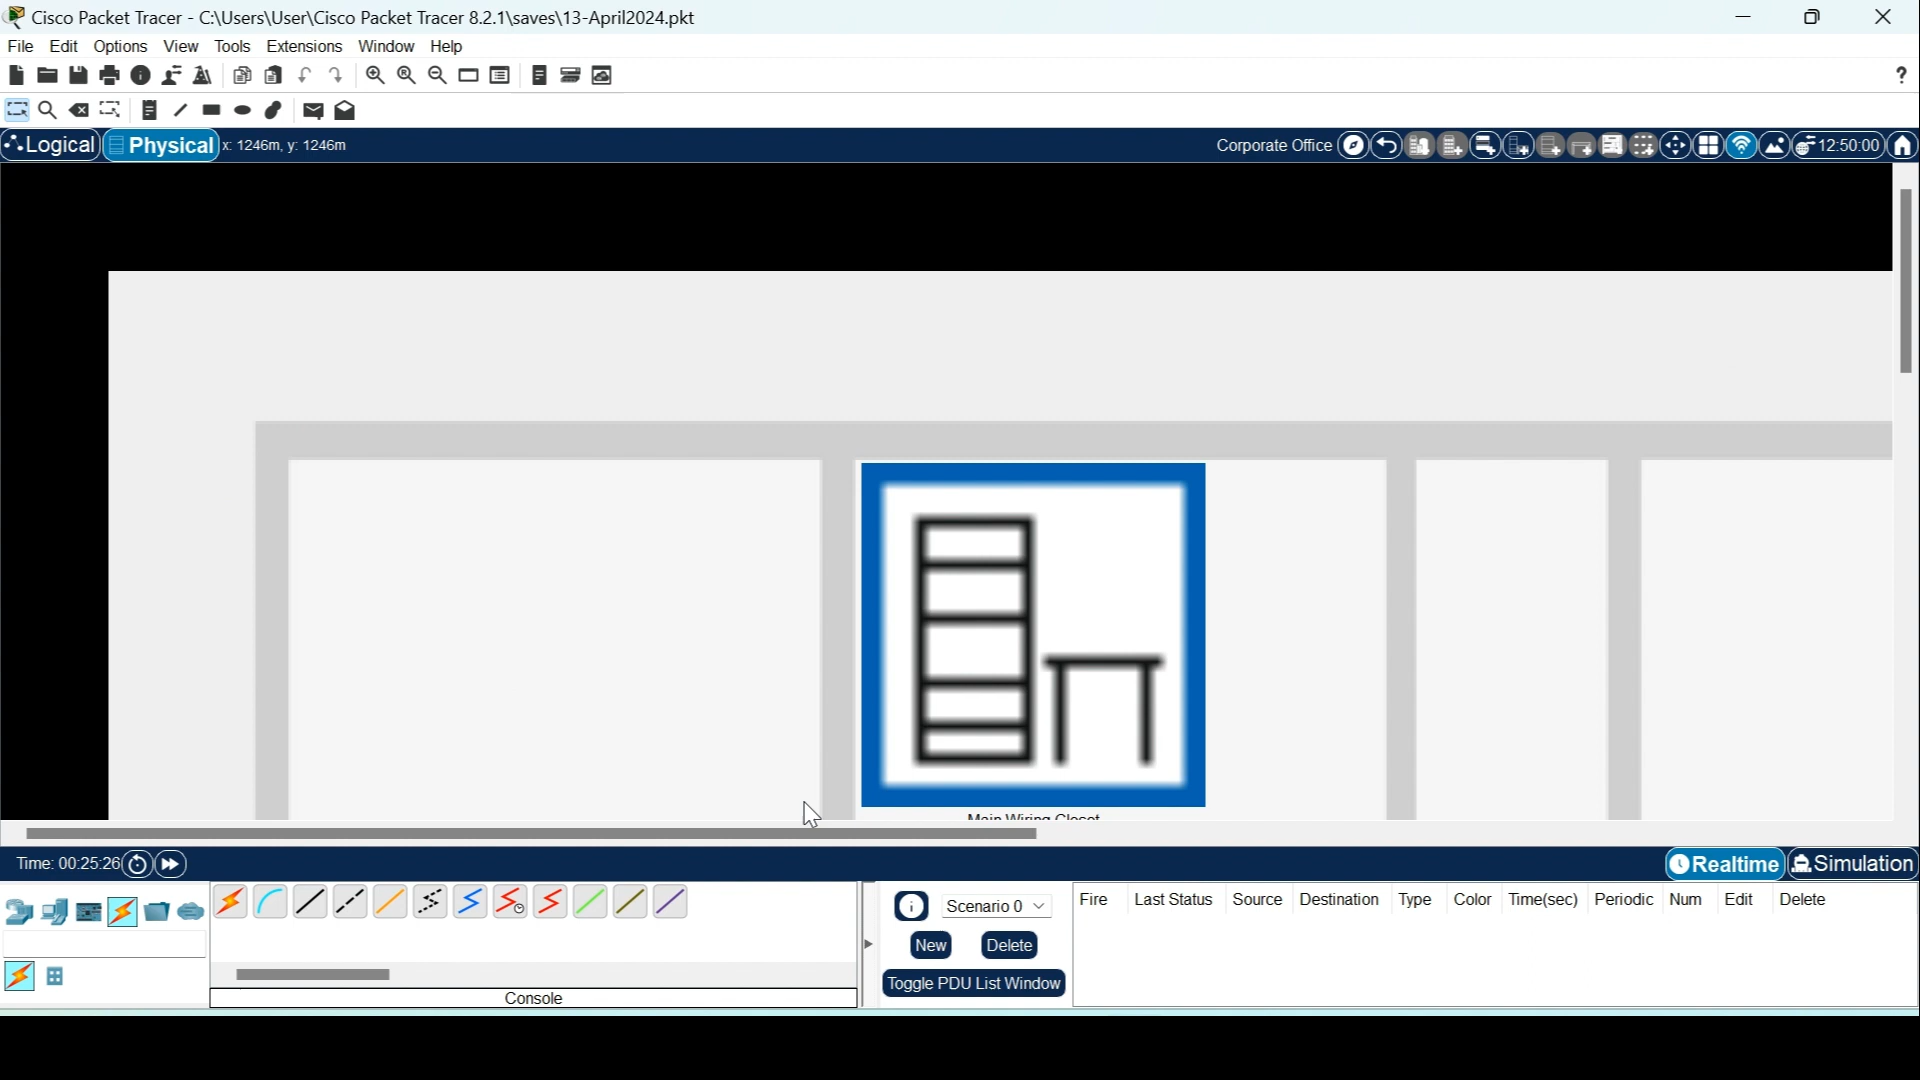 Cisco Packet Tracer - C:\Users\User\Cisco Packet Tracer 8.2.1\saves\13-April2024.pkt
File Edit Options View Tools Extensions Window Help
?
Logical Physical x: 1246m, y: 1246m Corporate Office 12:50:00
Main Wiring Closet
Time: 00:25:26 Realtime Simulation
Scenario 0 Fire Last Status Source Destination Type Color Time(sec) Periodic Num Edit Delete
New Delete
Toggle PDU List Window
Console